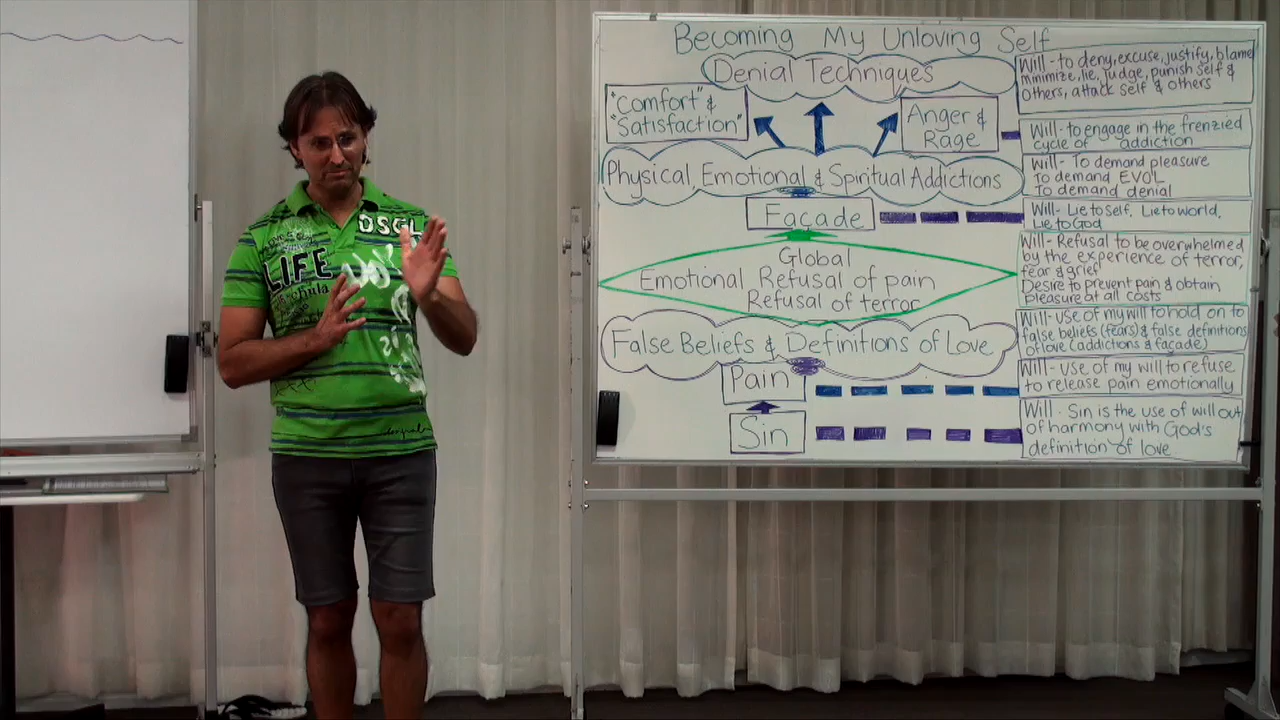 Becoming My Unloving Self
Denial Techniques
"Comfort" &
"Satisfaction"
Anger &
Rage
Physical Emotional & Spiritual Addictions
Façade
Global
Emotional Refusal of pain
Refusal of terror
False Beliefs & Definitions of Love
Pain
Sin
Will - to deny, excuse, justify, blame
minimize, lie, judge, punish self &
others, attack self & others
Will - to engage in the frenzied
cycle of addiction
Will - To demand pleasure
To demand EVOL
To demand denial
Will - Lie to self, Lie to world,
Lie to God
Will - Refusal to be overwhelmed
by the experience of terror,
fear & grief
Desire to prevent pain & obtain
pleasure at all costs
Will - use of my will to hold on to
false beliefs (fears) & false definitions
of love (addictions & façade)
Will - use of my will to refuse
to release pain emotionally
Will - Sin is the use of will out
of harmony with God's
definition of love
DSGL
LIFE